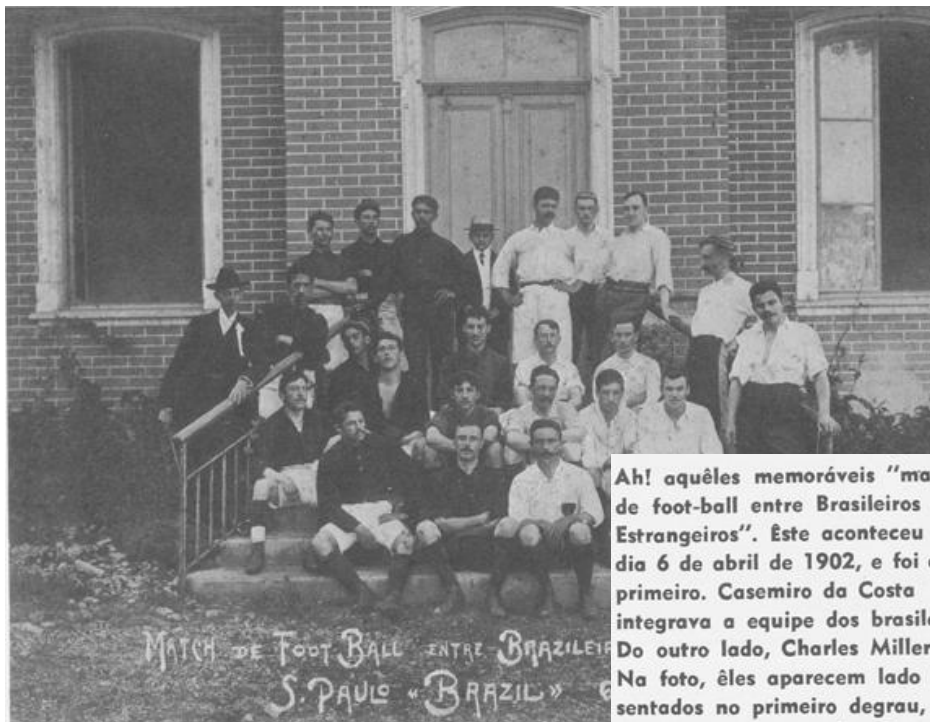 MATCH DE FOOT BALL ENTRE BRAZILEIR
S. PAULO «BRAZIL» 6
Ah! aquêles memoráveis "ma
de foot-ball entre Brasileiros
Estrangeiros". Êste aconteceu
dia 6 de abril de 1902, e foi
primeiro. Casemiro da Costa
integrava a equipe dos brasile
Do outro lado, Charles Miller
Na foto, êles aparecem lado
sentados no primeiro degrau,